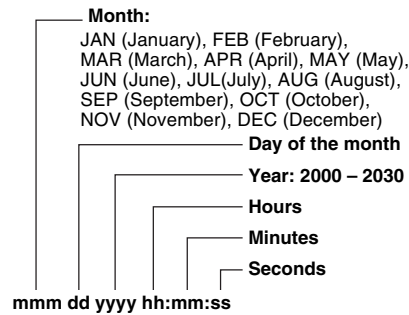 Month:
JAN (January), FEB (February),
MAR (March), APR (April), MAY (May),
JUN (June), JUL(July), AUG (August),
SEP (September), OCT (October),
NOV (November), DEC (December)
Day of the month
Year: 2000 – 2030
Hours
Minutes
Seconds
mmm dd yyyy hh:mm:ss